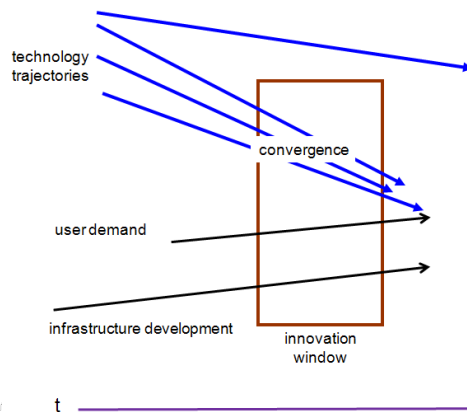 technology
trajectories
convergence
user demand
infrastructure development
innovation
window
t